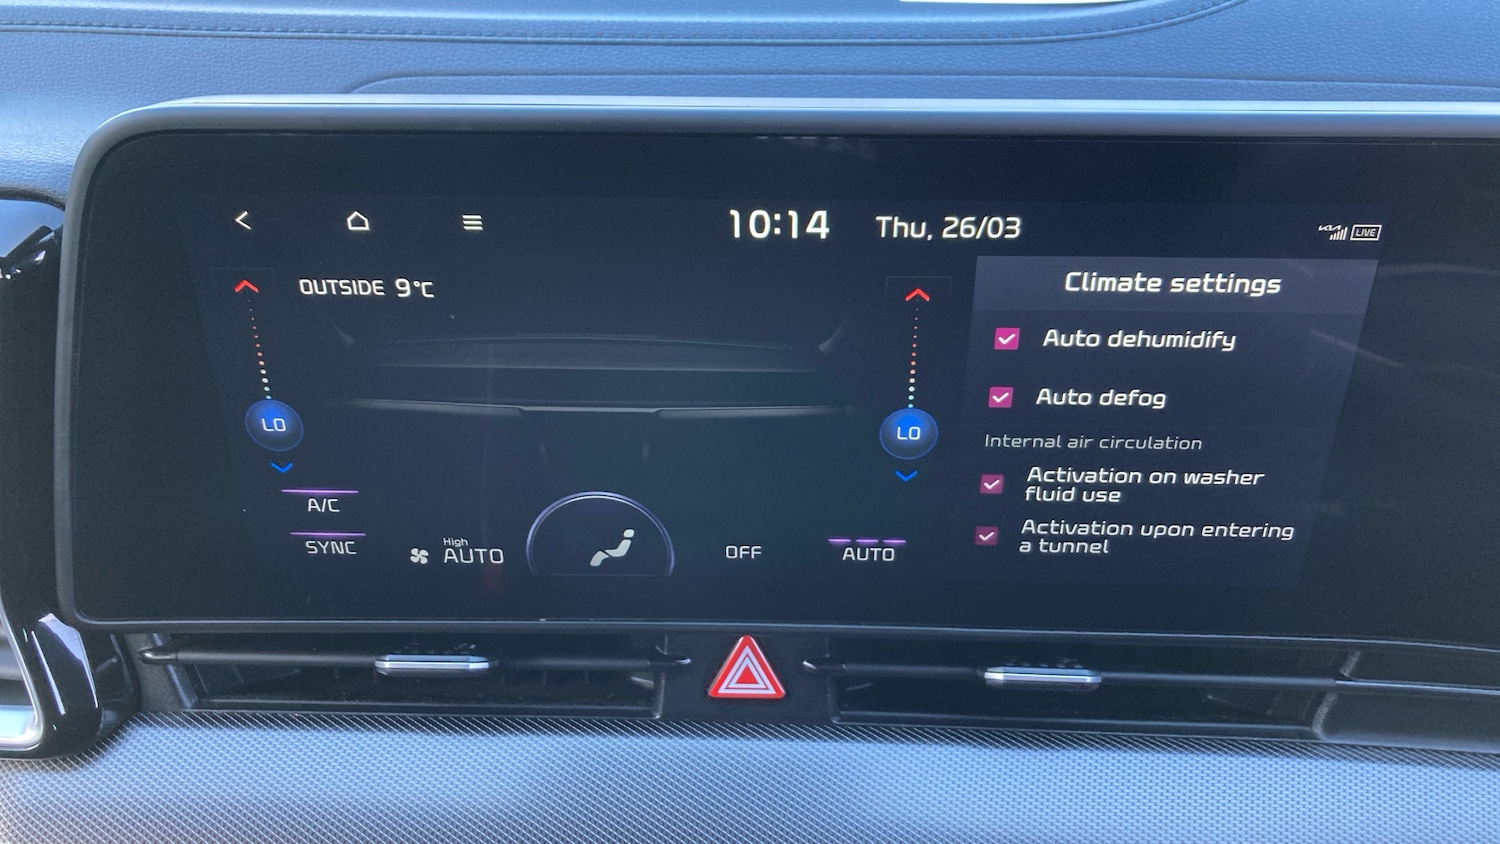 10:14 Thu, 26/03
KIA LIVE
OUTSIDE 9°C
LO
A/C
SYNC
High
AUTO
OFF
LO
AUTO
Climate settings
Auto dehumidify
Auto defog
Internal air circulation
Activation on washer
fluid use
Activation upon entering
a tunnel